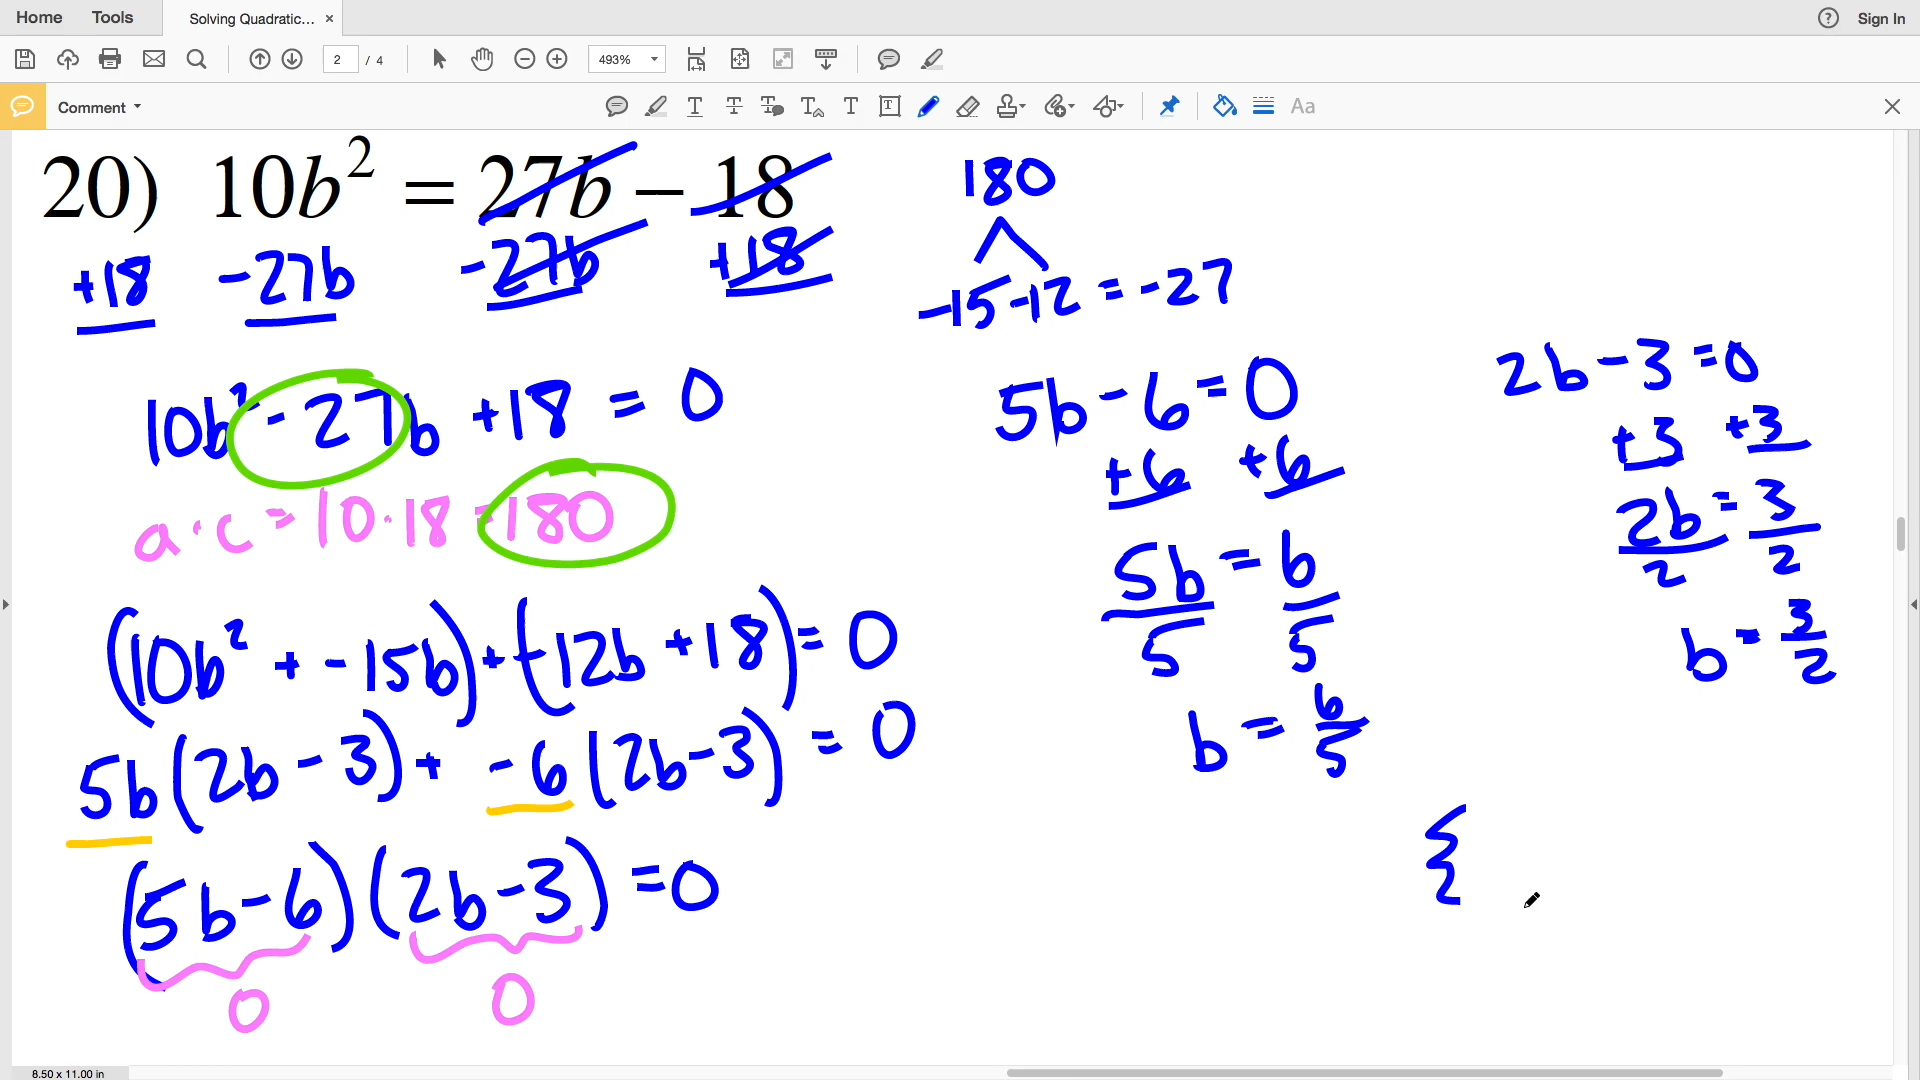 Home Tools Solving Quadratic... × ? Sign In
2 / 4 493%
Comment Aa
20) 10b² = 27b − 18
+18 -27b -27b +18
10b² - 27b +18 = 0
a·c = 10·18 = 180
(10b² + -15b) + (-12b +18) = 0
5b(2b - 3) + -6(2b-3) = 0
(5b-6)(2b-3) = 0
0 0
180
-15 -12 = -27
5b - 6 = 0
+6 +6
5b = 6
5 5
b = 6/5
2b - 3 = 0
+3 +3
2b = 3
2 2
b = 3/2
{
8.50 x 11.00 in